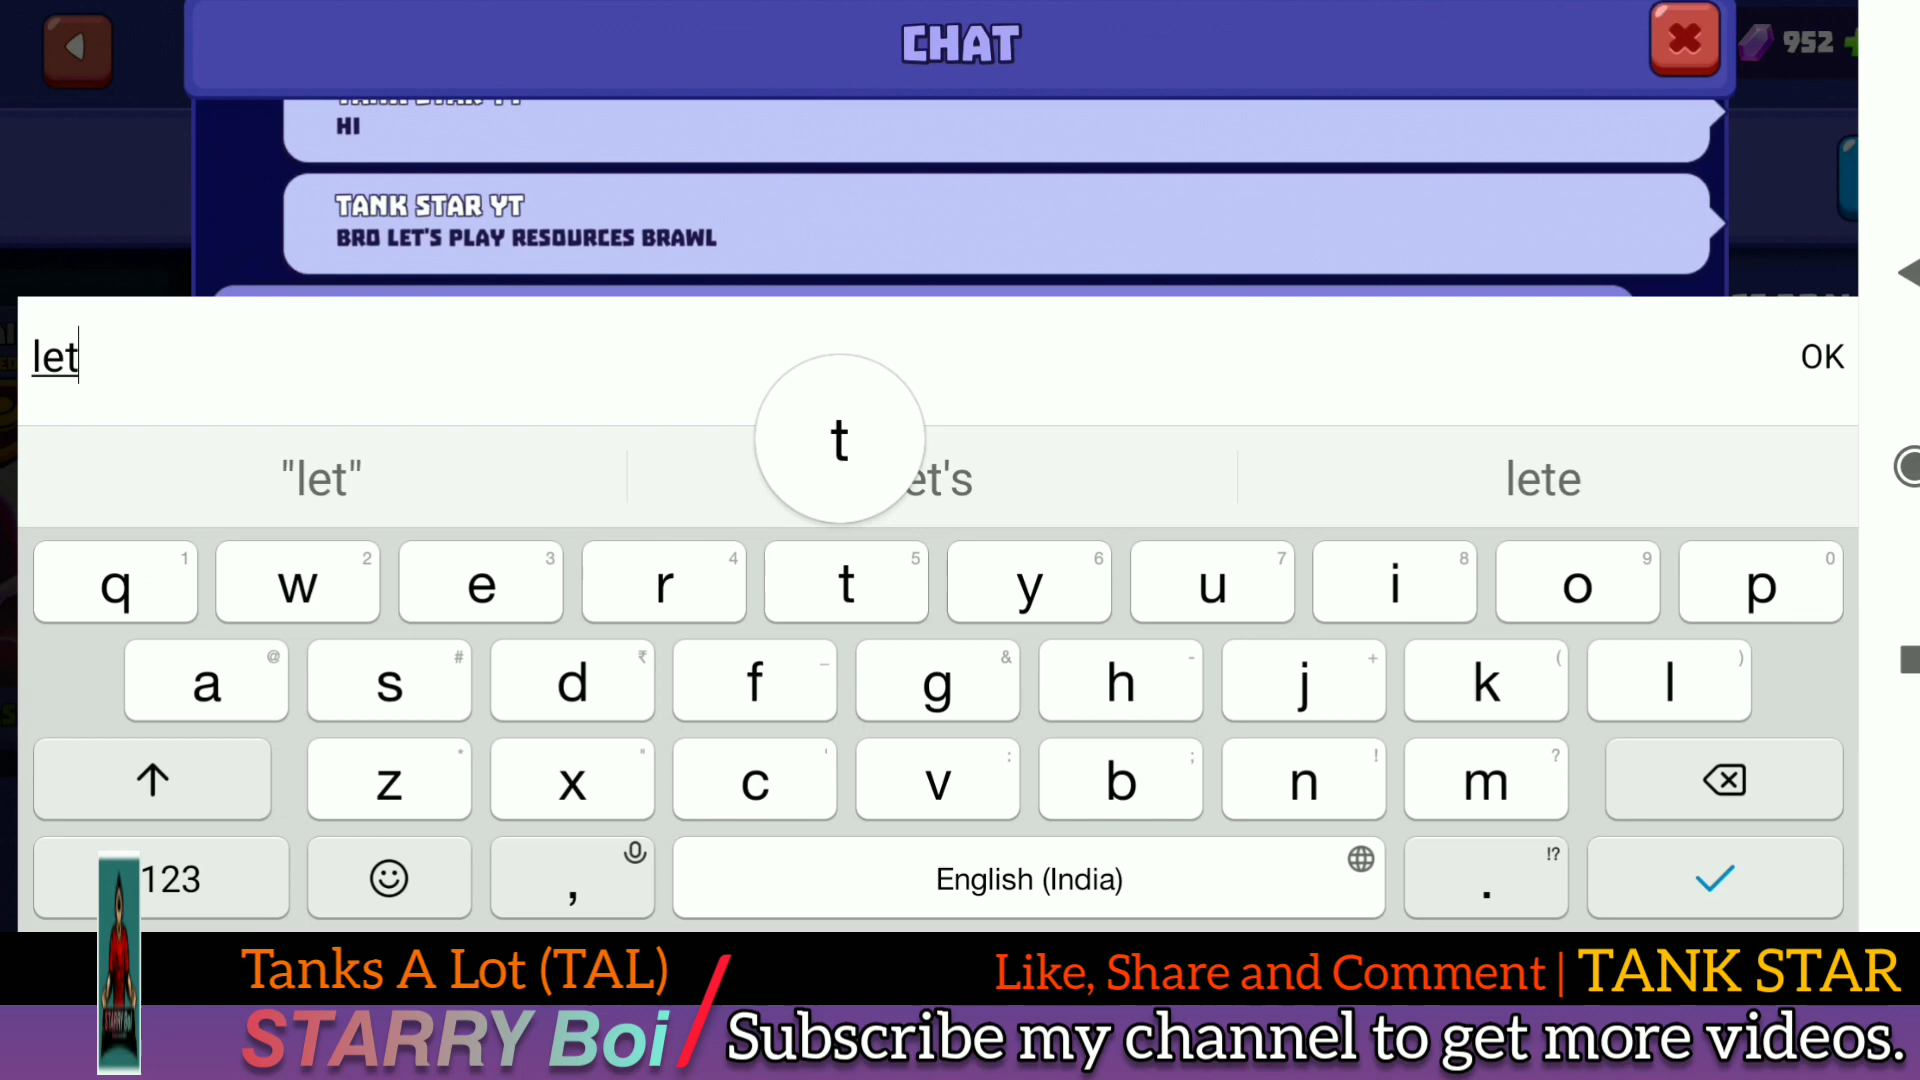 CHAT
952
HI
TANK STAR YT
BRO LET'S PLAY RESOURCES BRAWL
let
OK
t
"let" et's lete
q 1 w 2 e 3 r 4 t 5 y 6 u 7 i 8 o 9 p 0
a @ s # d ₹ f _ g & h - j + k ( l )
z * x " c ' v : b ; n ! m ?
123 , English (India) . !?
Tanks A Lot (TAL) Like, Share and Comment | TANK STAR
STARRY Boi / Subscribe my channel to get more videos.
STARRY BOI